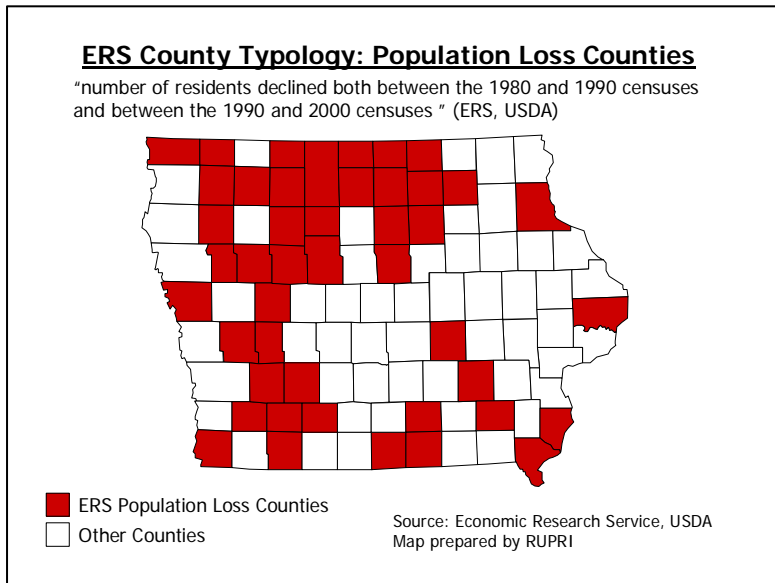 ERS County Typology: Population Loss Counties
“number of residents declined both between the 1980 and 1990 censuses
and between the 1990 and 2000 censuses ” (ERS, USDA)
ERS Population Loss Counties
Other Counties
Source: Economic Research Service, USDA
Map prepared by RUPRI